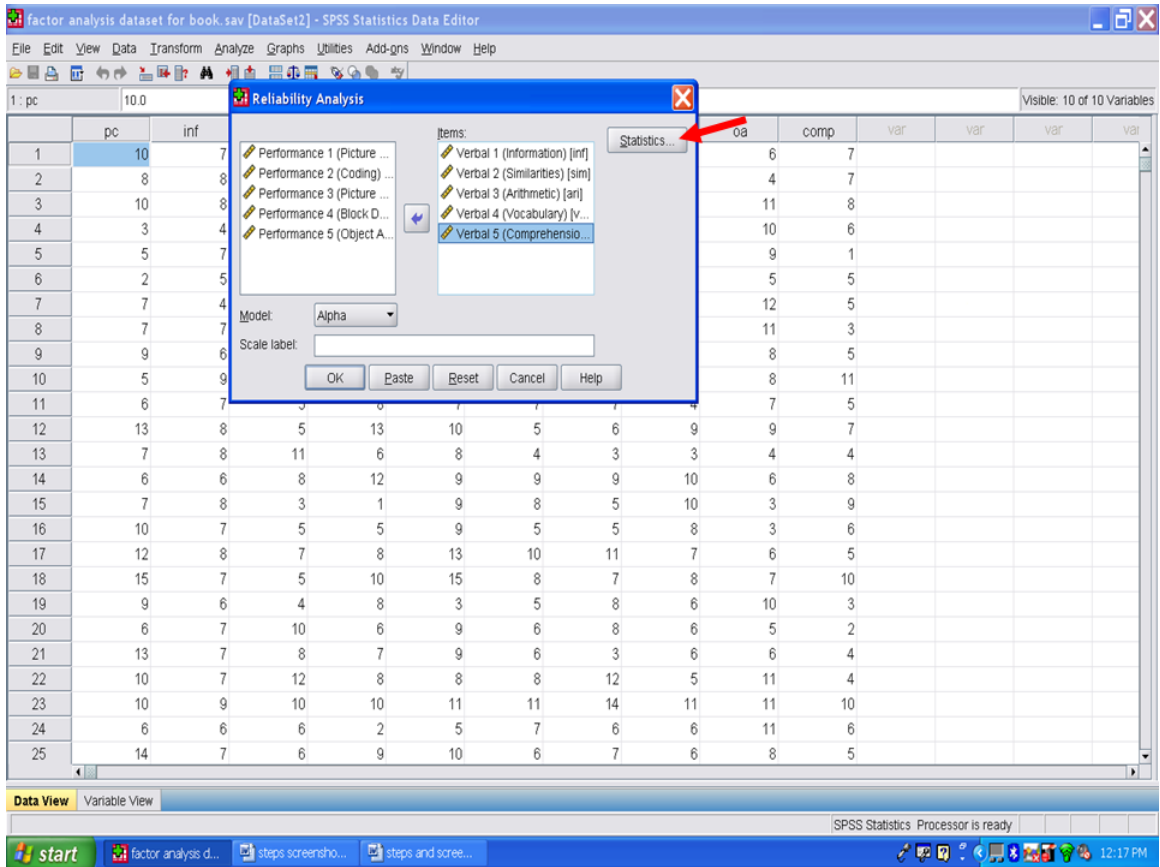 factor analysis dataset for book.sav [DataSet2] - SPSS Statistics Data Editor
File Edit View Data Transform Analyze Graphs Utilities Add-ons Window Help
1 : pc 10.0 Visible: 10 of 10 Variables
Reliability Analysis
Items:
Statistics...
Performance 1 (Picture ...
Performance 2 (Coding) ...
Performance 3 (Picture ...
Performance 4 (Block D...
Performance 5 (Object A...
Verbal 1 (Information) [inf]
Verbal 2 (Similarities) [sim]
Verbal 3 (Arithmetic) [ari]
Verbal 4 (Vocabulary) [v...
Verbal 5 (Comprehensio...
Model: Alpha
Scale label:
OK Paste Reset Cancel Help
pc inf oa comp var var var var
1 10 7 6 7
2 8 8 4 7
3 10 8 11 8
4 3 4 10 6
5 5 7 9 1
6 2 5 5 5
7 7 4 12 5
8 7 7 11 3
9 9 6 8 5
10 5 9 8 11
11 6 7 7 5
12 13 8 5 13 10 5 6 9 9 7
13 7 8 11 6 8 4 3 3 4 4
14 6 6 8 12 9 9 9 10 6 8
15 7 8 3 1 9 8 5 10 3 9
16 10 7 5 5 9 5 5 8 3 6
17 12 8 7 8 13 10 11 7 6 5
18 15 7 5 10 15 8 7 8 7 10
19 9 6 4 8 3 5 8 6 10 3
20 6 7 10 6 9 6 8 6 5 2
21 13 7 8 7 9 6 3 6 6 4
22 10 7 12 8 8 8 12 5 11 4
23 10 9 10 10 11 11 14 11 11 10
24 6 6 6 2 5 7 6 6 11 6
25 14 7 6 9 10 6 7 6 8 5
Data View Variable View
SPSS Statistics Processor is ready
start factor analysis d... steps screensho... steps and scree... 12:17 PM